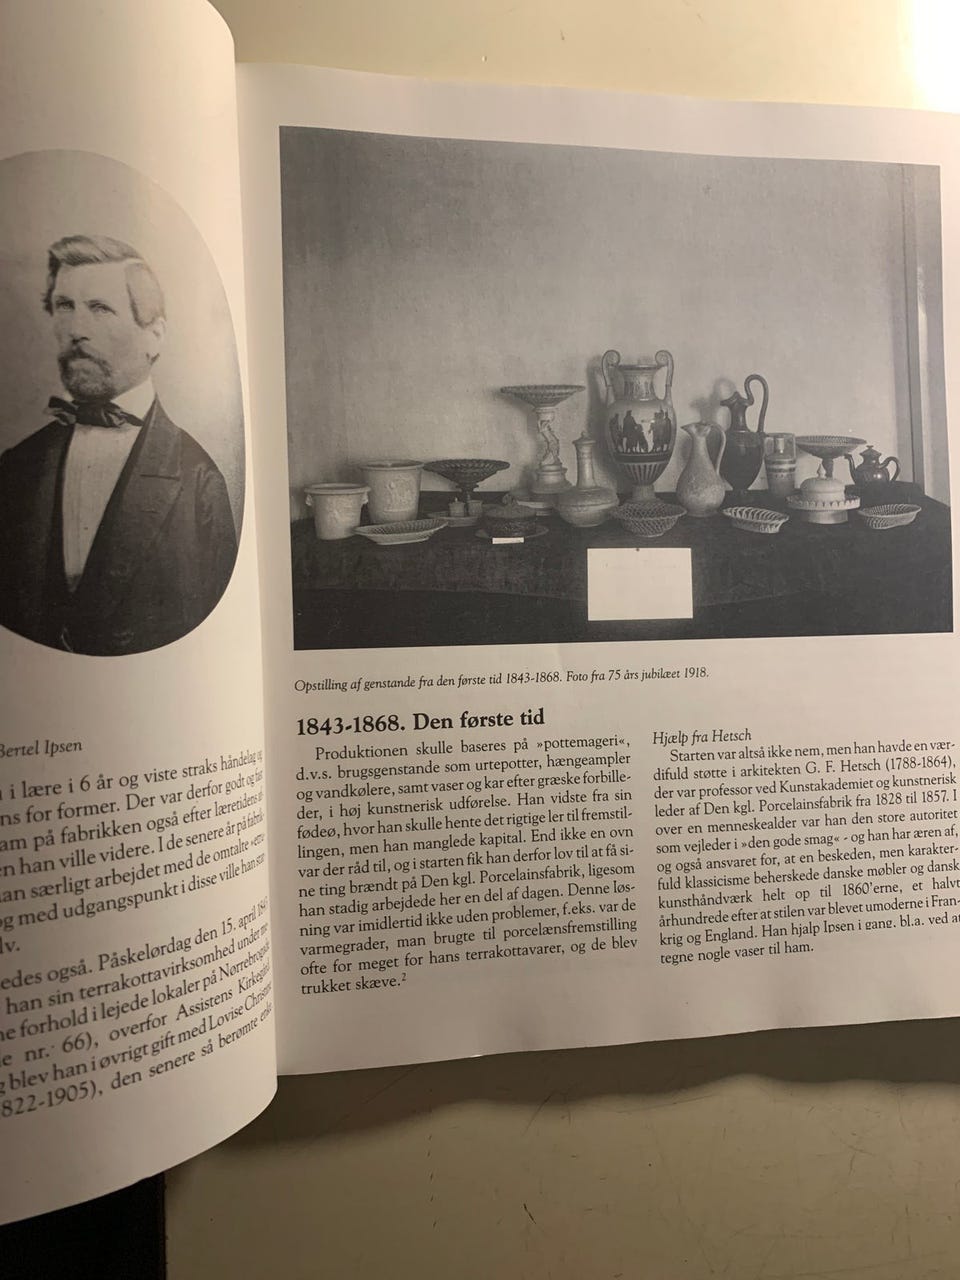 Bertel Ipsen
i lære i 6 år og viste straks håndelag og
ns for former. Der var derfor godt og
am på fabrikken også efter læretidens
en han ville videre. I de senere år på
an særligt arbejdet med de omtalte
og med udgangspunkt i disse ville han
lv.
edes også. Påskelørdag den 15. april
han sin terrakottavirksomhed under
ne forhold i lejede lokaler på
e nr. 66), overfor Assistens
g blev han i øvrigt gift med Lovise
822-1905), den senere så berømte
Opstilling af genstande fra den første tid 1843-1868. Foto fra 75 års jubilæet 1918.
1843-1868. Den første tid
Produktionen skulle baseres på »pottemageri«,
d.v.s. brugsgenstande som urtepotter, hængeampler
og vandkølere, samt vaser og kar efter græske forbille-
der, i høj kunstnerisk udførelse. Han vidste fra sin
fødeø, hvor han skulle hente det rigtige ler til fremstil-
lingen, men han manglede kapital. End ikke en ovn
var der råd til, og i starten fik han derfor lov til at få si-
ne ting brændt på Den kgl. Porcelainsfabrik, ligesom
han stadig arbejdede her en del af dagen. Denne løs-
ning var imidlertid ikke uden problemer, f.eks. var de
varmegrader, man brugte til porcelænsfremstilling
ofte for meget for hans terrakottavarer, og de blev
trukket skæve.²
Hjælp fra Hetsch
Starten var altså ikke nem, men han havde en vær-
difuld støtte i arkitekten G. F. Hetsch (1788-1864),
der var professor ved Kunstakademiet og kunstnerisk
leder af Den kgl. Porcelainsfabrik fra 1828 til 1857. I
over en menneskealder var han den store autoritet
som vejleder i »den gode smag« - og han har æren af,
og også ansvaret for, at en beskeden, men karakter-
fuld klassicisme beherskede danske møbler og dansk
kunsthåndværk helt op til 1860'erne, et halvt
århundrede efter at stilen var blevet umoderne i Fran-
krig og England. Han hjalp Ipsen i gang, bl.a. ved at
tegne nogle vaser til ham.